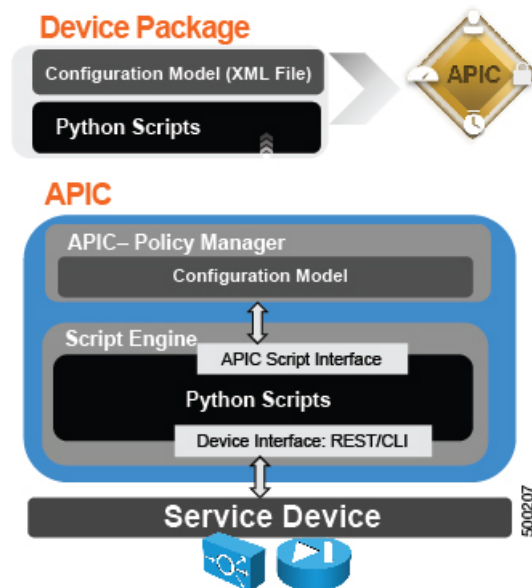 Device Package
Configuration Model (XML File)
Python Scripts
APIC
APIC
APIC– Policy Manager
Configuration Model
Script Engine
APIC Script Interface
Python Scripts
Device Interface: REST/CLI
Service Device
500207